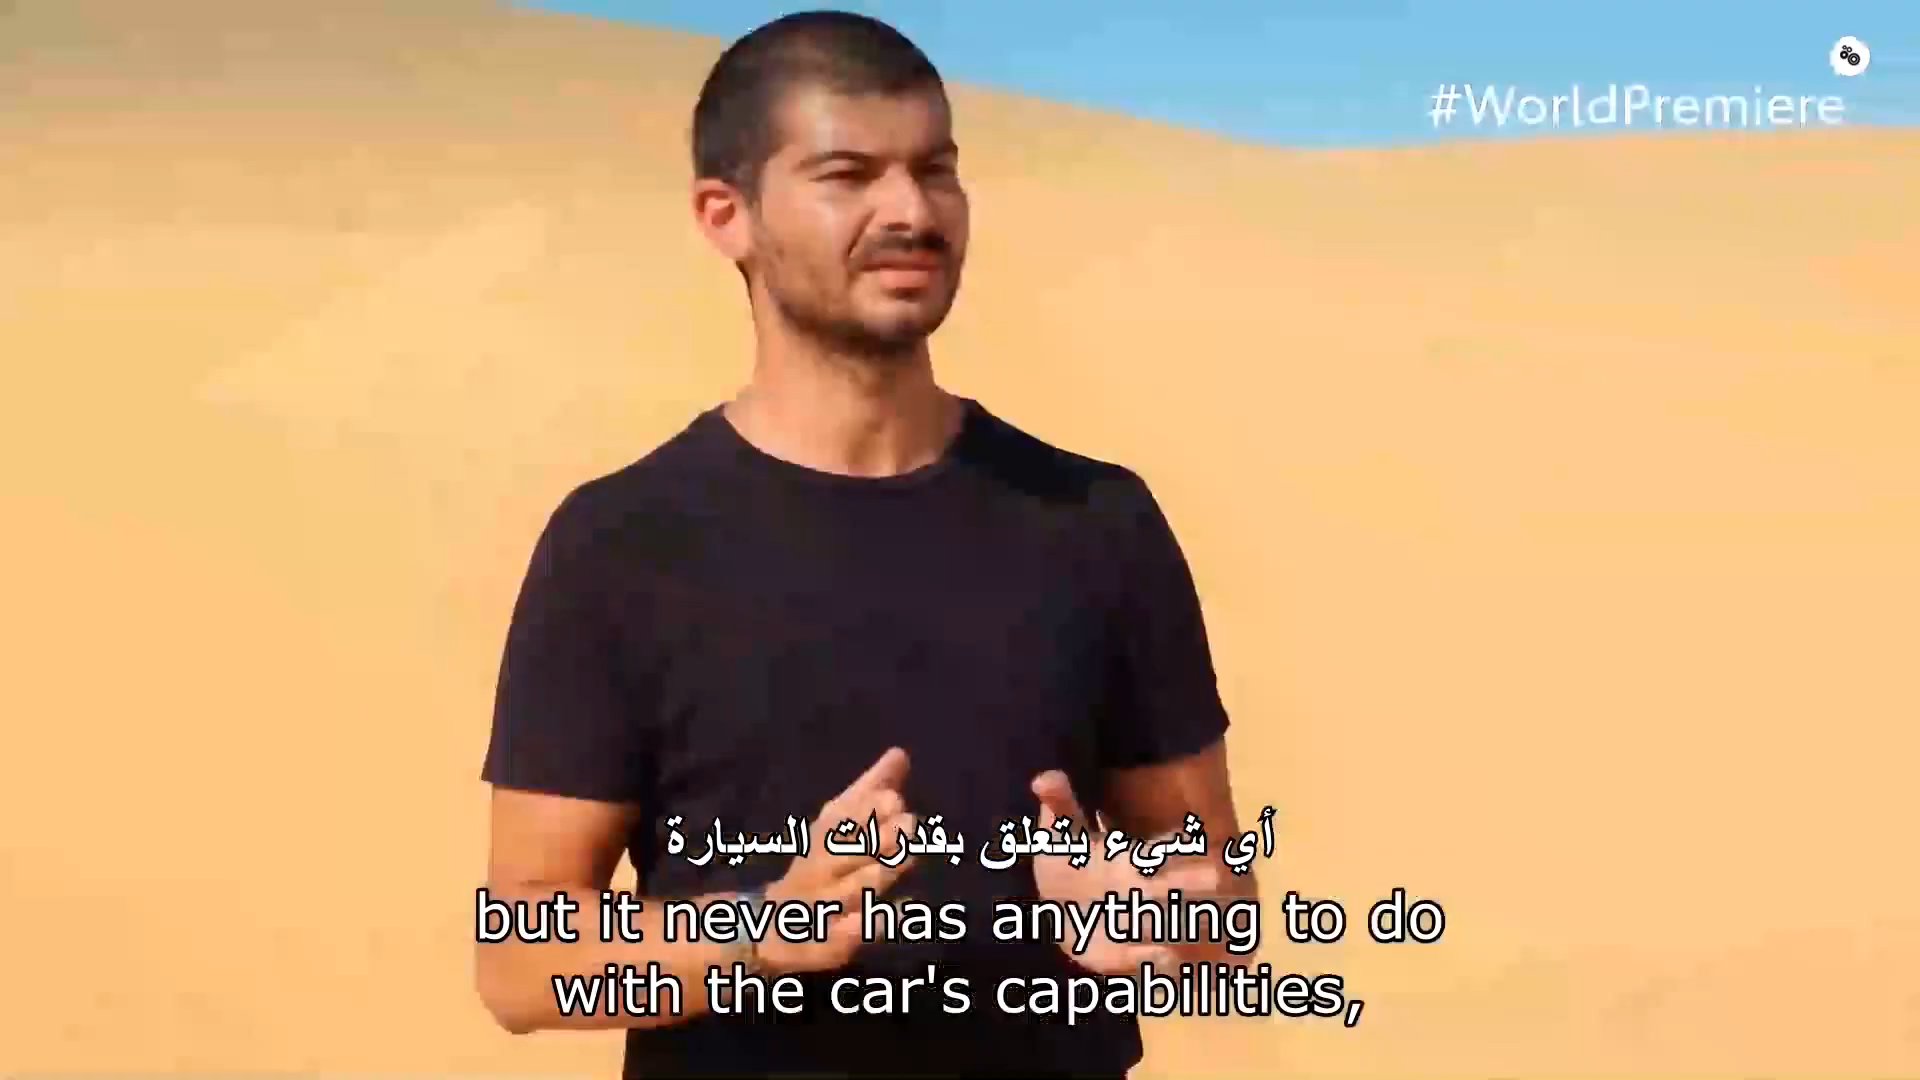 #WorldPremiere
أي شيء يتعلق بقدرات السيارة
but it never has anything to do
with the car's capabilities,